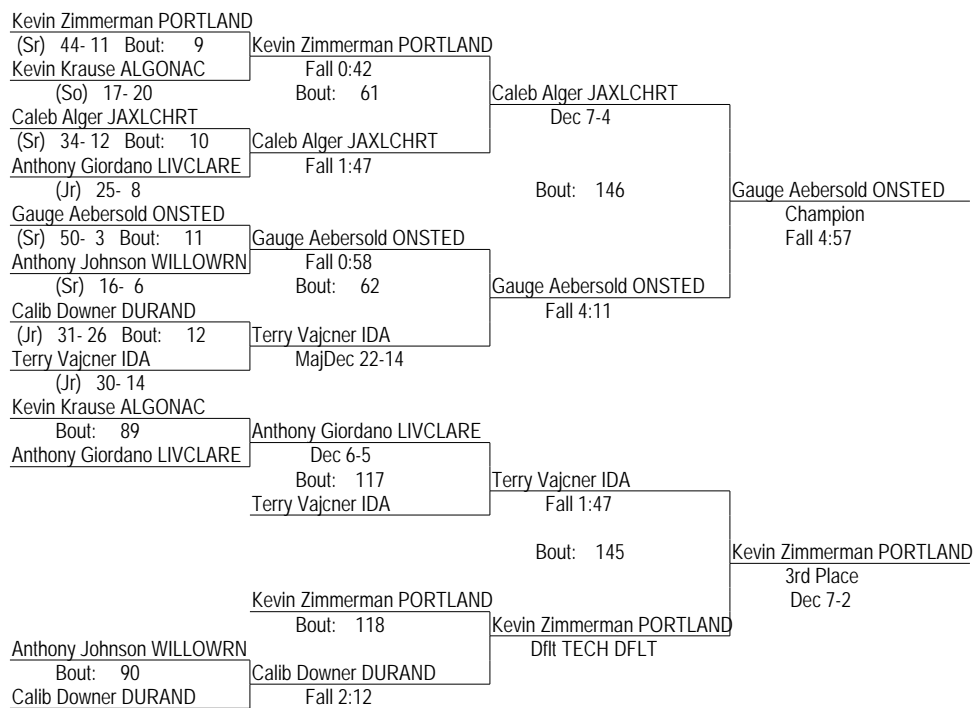 Kevin Zimmerman PORTLAND
(Sr) 44- 11 Bout: 9
Kevin Krause ALGONAC
(So) 17- 20
Caleb Alger JAXLCHRT
(Sr) 34- 12 Bout: 10
Anthony Giordano LIVCLARE
(Jr) 25- 8
Gauge Aebersold ONSTED
(Sr) 50- 3 Bout: 11
Anthony Johnson WILLOWRN
(Sr) 16- 6
Calib Downer DURAND
(Jr) 31- 26 Bout: 12
Terry Vajcner IDA
(Jr) 30- 14
Kevin Zimmerman PORTLAND
Fall 0:42
Bout: 61
Caleb Alger JAXLCHRT
Fall 1:47
Gauge Aebersold ONSTED
Fall 0:58
Bout: 62
Terry Vajcner IDA
MajDec 22-14
Caleb Alger JAXLCHRT
Dec 7-4
Bout: 146
Gauge Aebersold ONSTED
Fall 4:11
Gauge Aebersold ONSTED
Champion
Fall 4:57
Kevin Krause ALGONAC
Bout: 89
Anthony Giordano LIVCLARE
Anthony Giordano LIVCLARE
Dec 6-5
Bout: 117
Terry Vajcner IDA
Terry Vajcner IDA
Fall 1:47
Bout: 145
Kevin Zimmerman PORTLAND
3rd Place
Dec 7-2
Kevin Zimmerman PORTLAND
Bout: 118
Kevin Zimmerman PORTLAND
Dflt TECH DFLT
Anthony Johnson WILLOWRN
Bout: 90
Calib Downer DURAND
Calib Downer DURAND
Fall 2:12